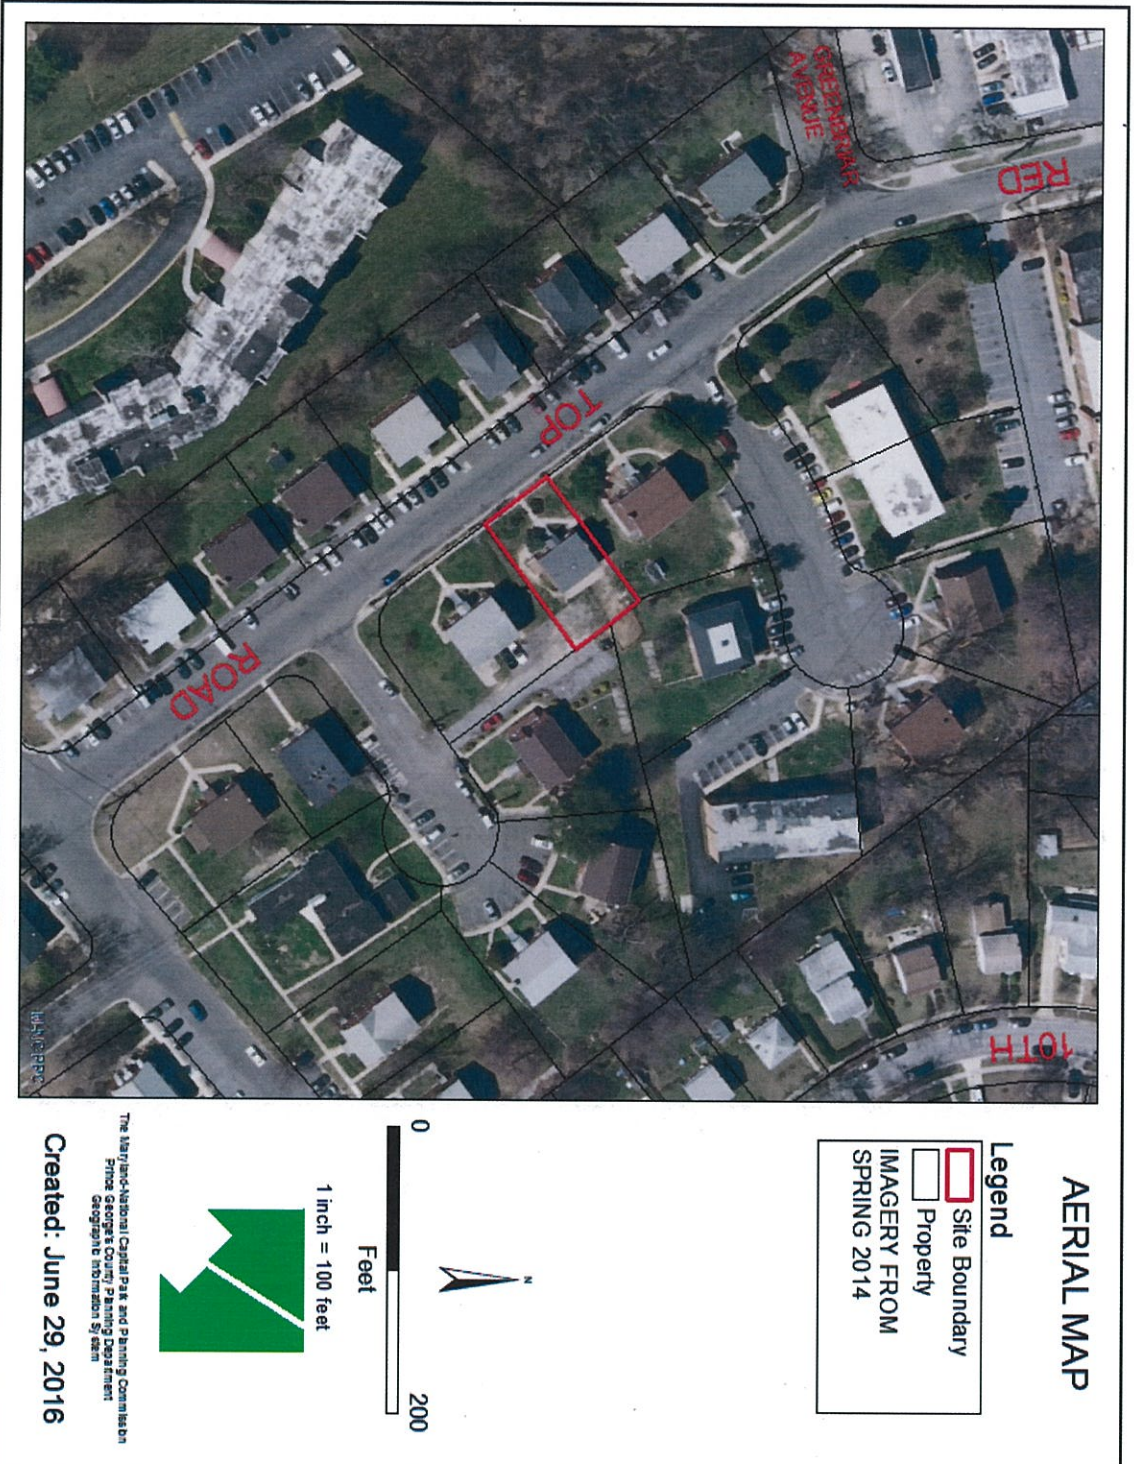 AERIAL MAP
Legend
Site Boundary
Property
IMAGERY FROM
SPRING 2014
N
0
200
Feet
1 inch = 100 feet
The Maryland-National Capital Park and Planning Commission
Prince George's County Planning Department
Geographic Information System
Created: June 29, 2016
RED
GREENBRIAR
AVENUE
TOP
ROAD
10TH
M-NCPPC